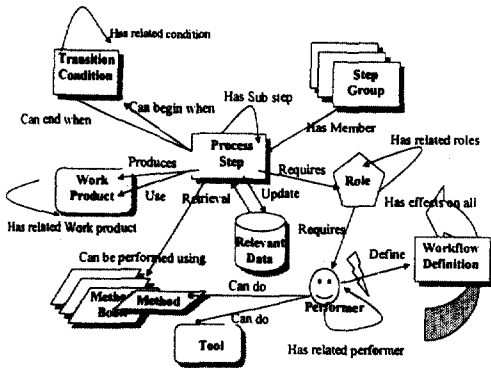 Has related condition
Transition
Condition
Step
Group
Can begin when
Has Sub step
Can end when
Has Member
Process
Step
Has related roles
Produces
Requires
Work
Product
Use
Retrieval
Update
Role
Has effects on all
Has related Work product
Relevant
Data
Requires
Define
Workflow
Definition
Can be performed using
Method
Can do
Performer
Can do
Tool
Has related performer